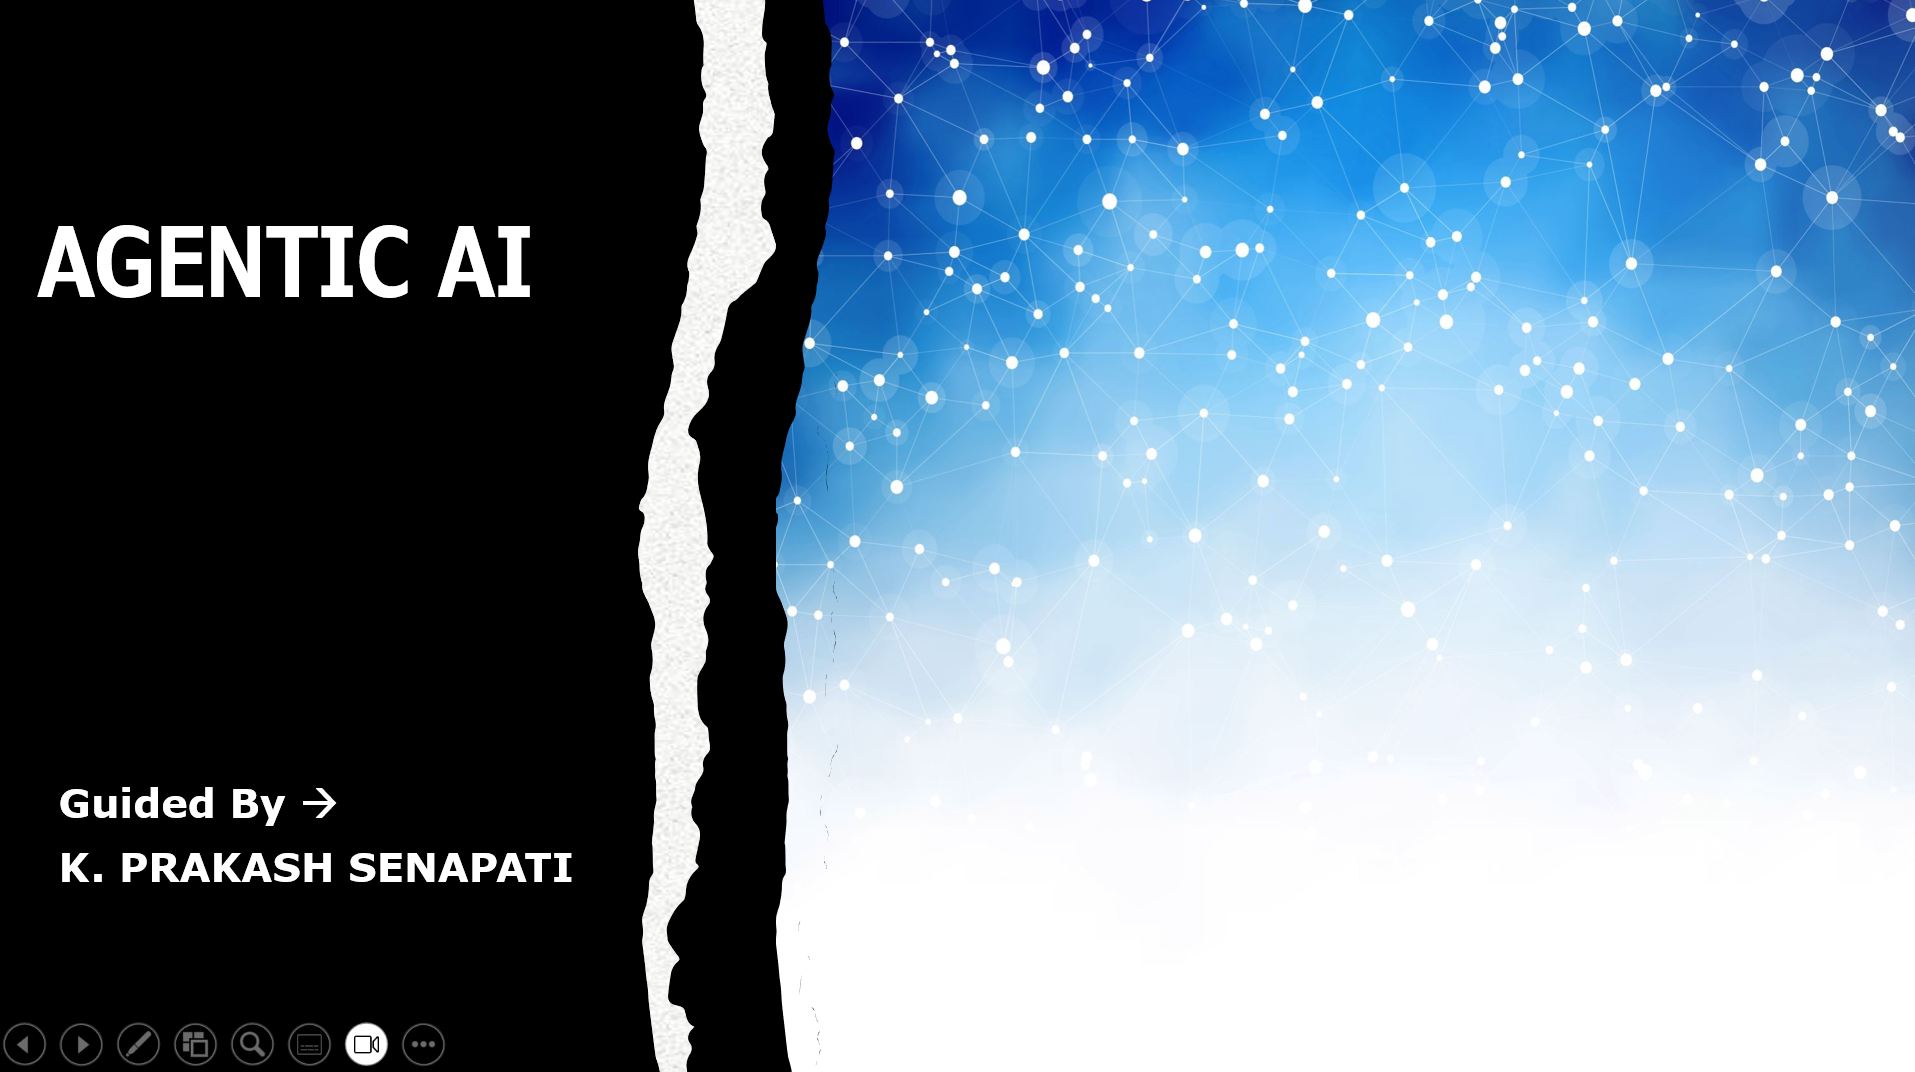 AGENTIC AI
Guided By →
K. PRAKASH SENAPATI